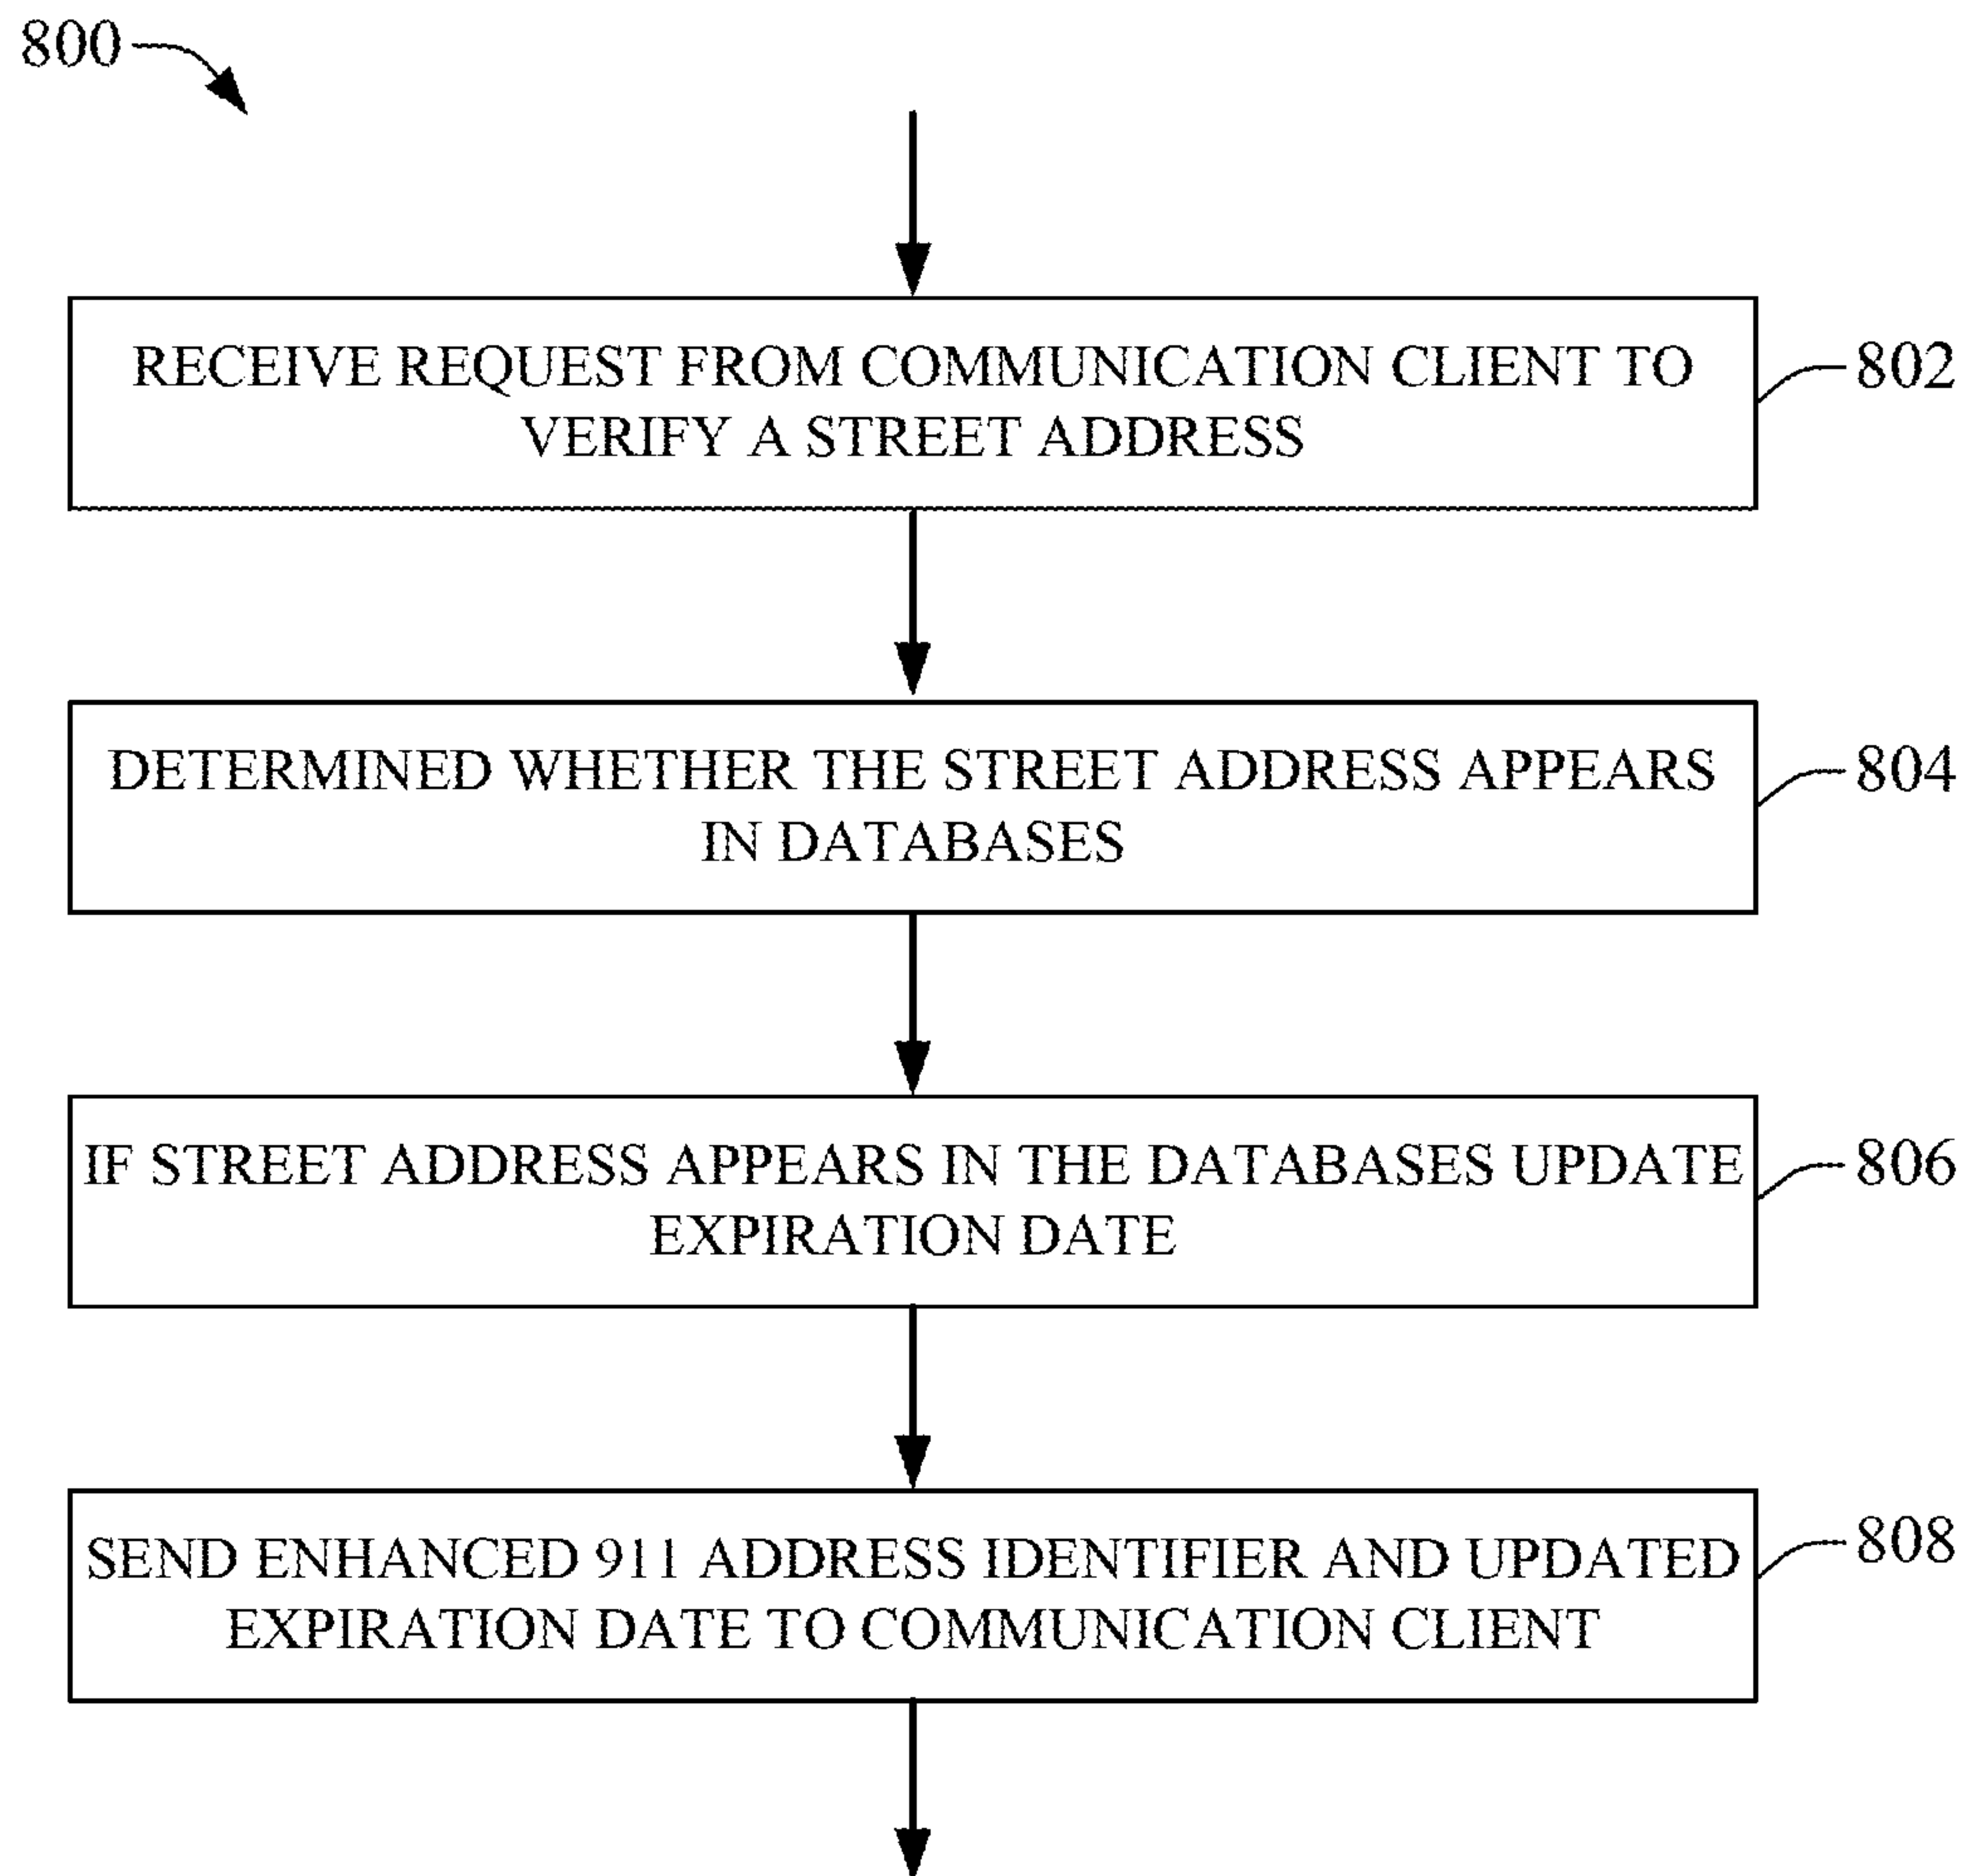 800
RECEIVE REQUEST FROM COMMUNICATION CLIENT TO
VERIFY A STREET ADDRESS
802
DETERMINED WHETHER THE STREET ADDRESS APPEARS
IN DATABASES
804
IF STREET ADDRESS APPEARS IN THE DATABASES UPDATE
EXPIRATION DATE
806
SEND ENHANCED 911 ADDRESS IDENTIFIER AND UPDATED
EXPIRATION DATE TO COMMUNICATION CLIENT
808